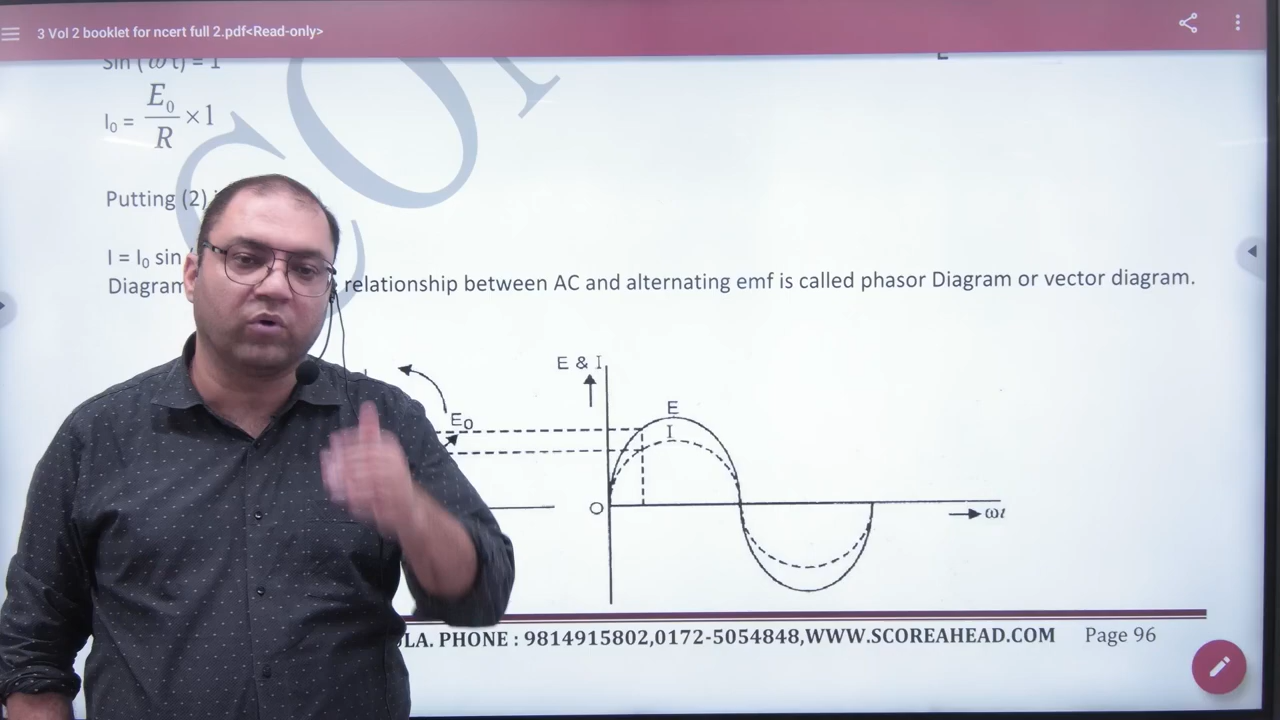 3 Vol 2 booklet for ncert full 2.pdf<Read-only>
Sin (ωt) = 1
I₀ = E₀/R × 1
Putting (2)
I = I₀ sin
Diagram relationship between AC and alternating emf is called phasor Diagram or vector diagram.
E & I
E
E₀
I
O
ωt
LA. PHONE : 9814915802,0172-5054848,WWW.SCOREAHEAD.COM Page 96